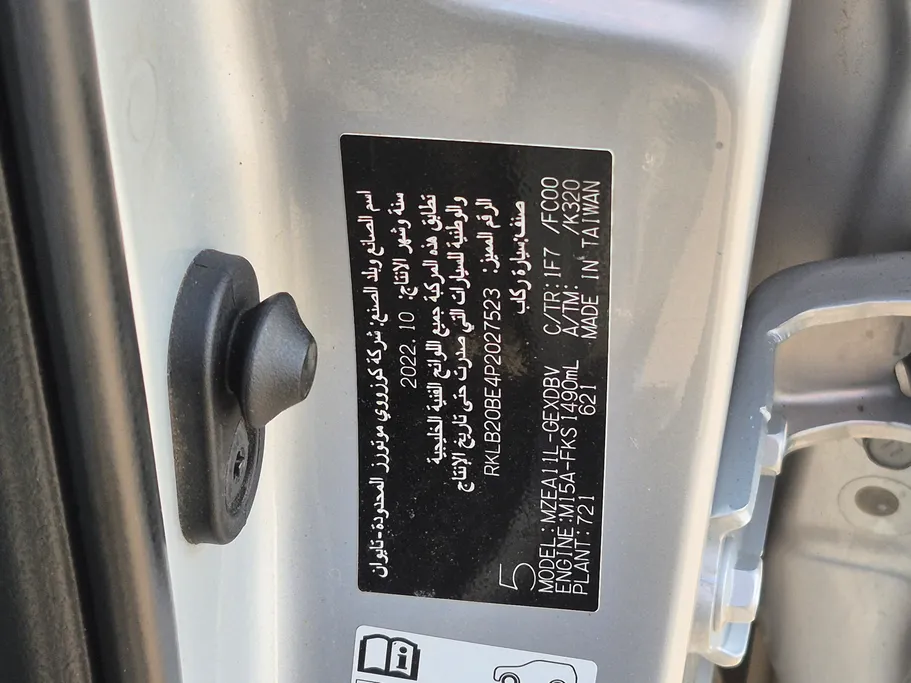 اسم الصانع وبلد الصنع: شركة كوزووي موتورز المحدودة-تايوان
سنة وشهر الانتاج: 2022.10
تطابق هذه المركبة جميع اللوائح الفنية الخليجية
والوطنية للسيارات التي صدرت حتى تاريخ الإنتاج
الرقم المميز: RKLB20BE4P2027523
صنف:سيارة ركاب
5
MODEL:MZEA11L-GEXDBV C/TR:1F7 /FC00
ENGINE:M15A-FKS 1490mL A/TM: /K320
PLANT:721 621 MADE IN TAIWAN